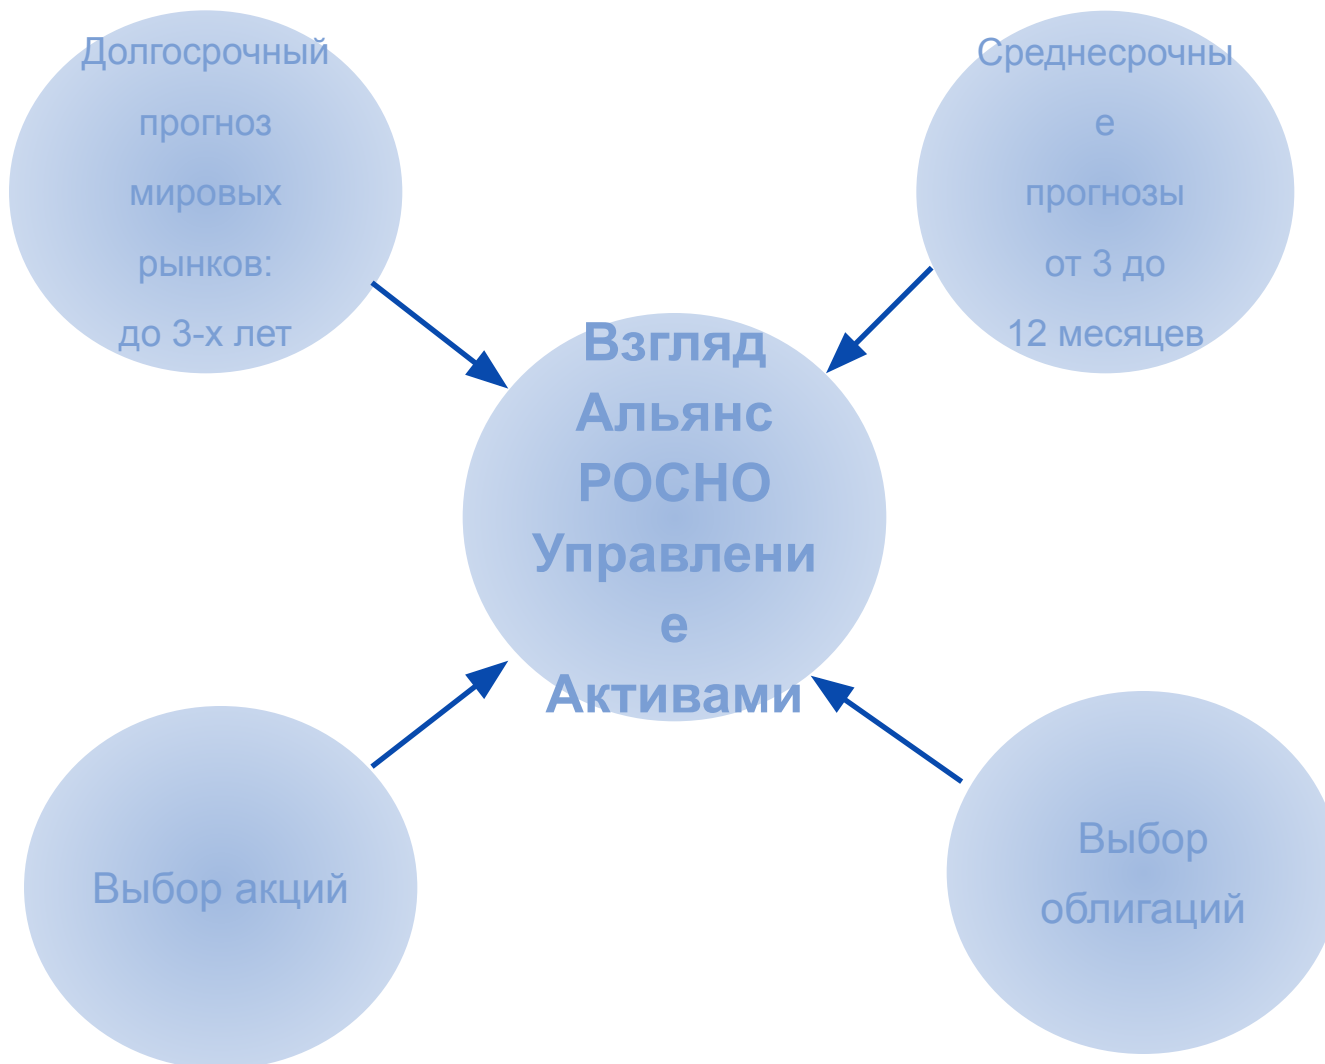 Долгосрочный
прогноз
мировых
рынков:
до 3-х лет
Среднесрочны
е
прогнозы
от 3 до
12 месяцев
Взгляд
Альянс
РОСНО
Управлени
е
Активами
Выбор акций
Выбор
облигаций